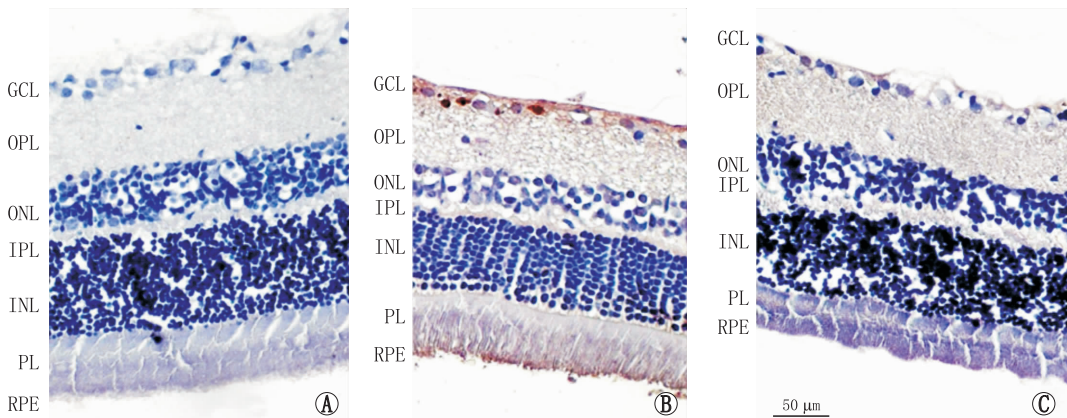 GCL
OPL
ONL
IPL
INL
PL
RPE
Ⓐ
GCL
OPL
ONL
IPL
INL
PL
RPE
Ⓑ
GCL
OPL
ONL
IPL
INL
PL
RPE
50 μm
Ⓒ